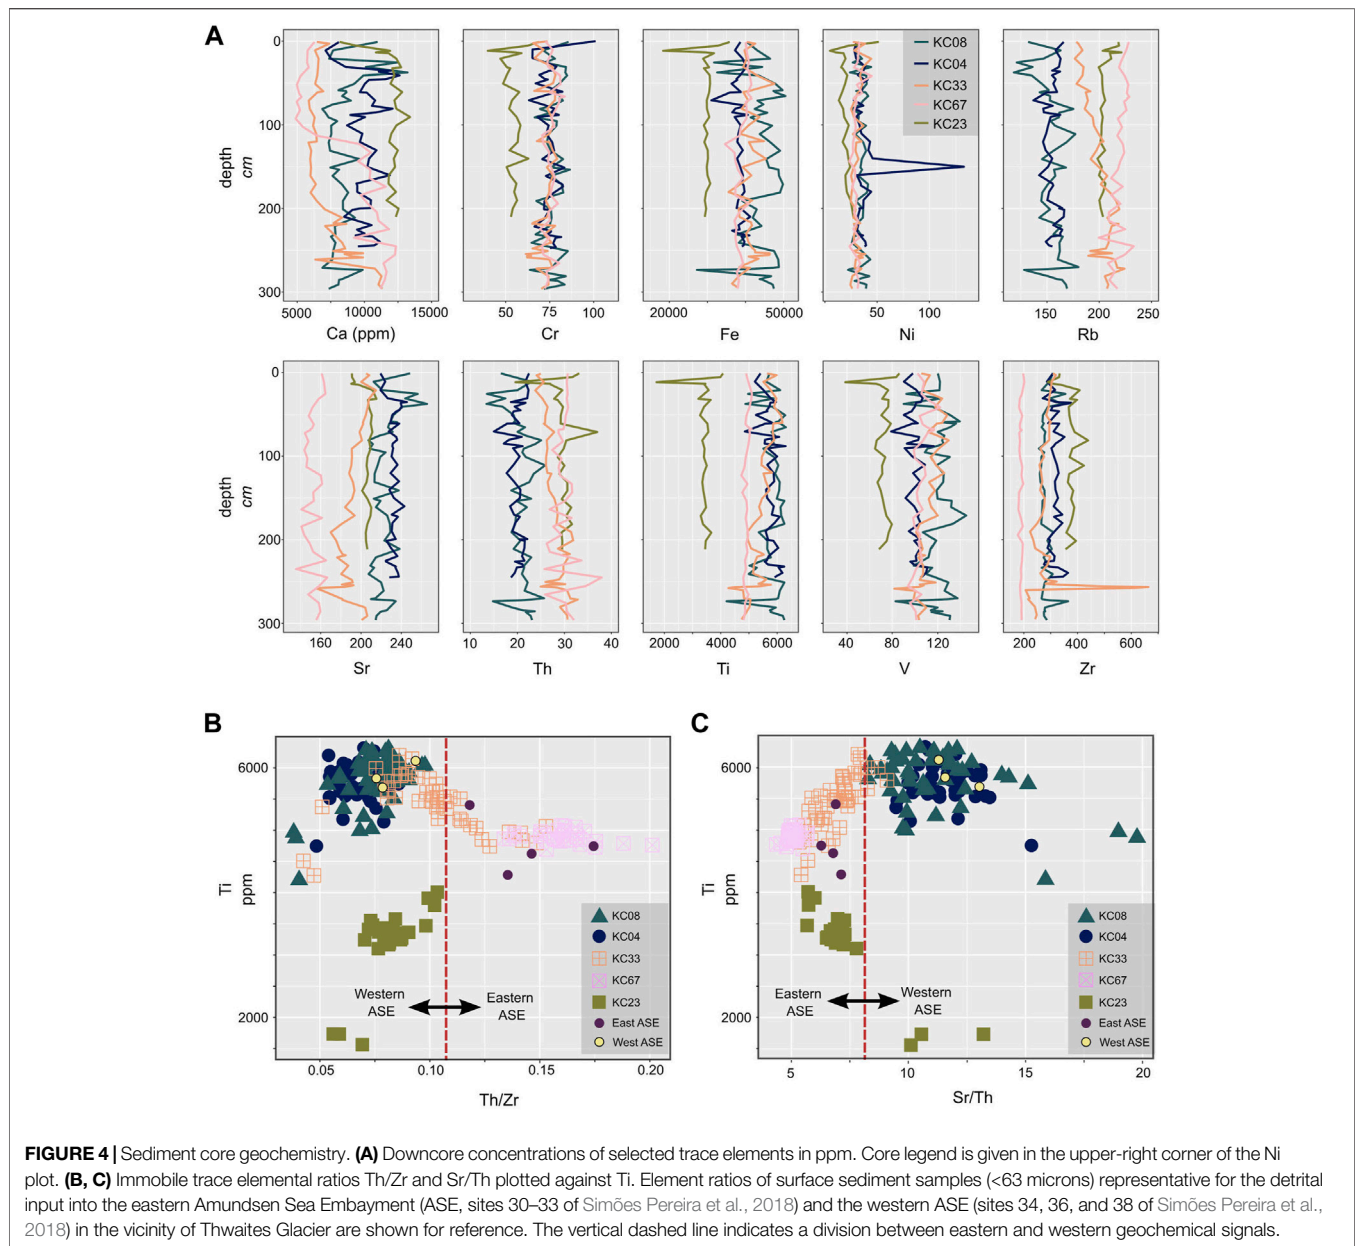 A
0
100
200
300
depth
cm
5000
10000
15000
Ca (ppm)
50
75
100
Cr
20000
50000
Fe
KC08
KC04
KC33
KC67
KC23
50
100
Ni
150
200
250
Rb
0
100
200
300
depth
cm
160
200
240
Sr
10
20
30
40
Th
2000
4000
6000
Ti
40
80
120
V
200
400
600
Zr
B
6000
2000
Ti
ppm
Western
ASE
Eastern
ASE
KC08
KC04
KC33
KC67
KC23
East ASE
West ASE
0.05
0.10
0.15
0.20
Th/Zr
C
6000
2000
Ti
ppm
Eastern
ASE
Western
ASE
KC08
KC04
KC33
KC67
KC23
East ASE
West ASE
5
10
15
20
Sr/Th
FIGURE 4 | Sediment core geochemistry. (A) Downcore concentrations of selected trace elements in ppm. Core legend is given in the upper-right corner of the Ni
plot. (B, C) Immobile trace elemental ratios Th/Zr and Sr/Th plotted against Ti. Element ratios of surface sediment samples (<63 microns) representative for the detrital
input into the eastern Amundsen Sea Embayment (ASE, sites 30–33 of Simões Pereira et al., 2018) and the western ASE (sites 34, 36, and 38 of Simões Pereira et al.,
2018) in the vicinity of Thwaites Glacier are shown for reference. The vertical dashed line indicates a division between eastern and western geochemical signals.